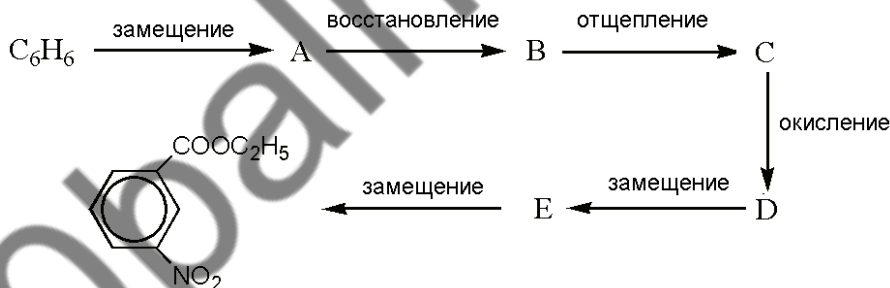 C6H6 замещение A восстановление B отщепление C
окисление
COOC2H5
замещение E замещение D
NO2